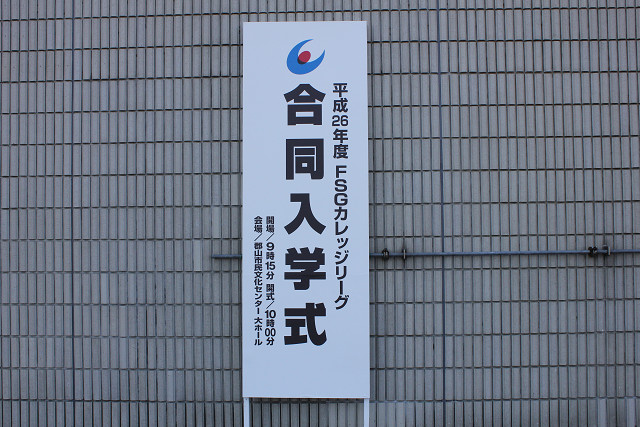 平成26年度 FSGカレッジリーグ
合同入学式
開場／9時15分 開式／10時00分
会場／郡山市民文化センター 大ホール